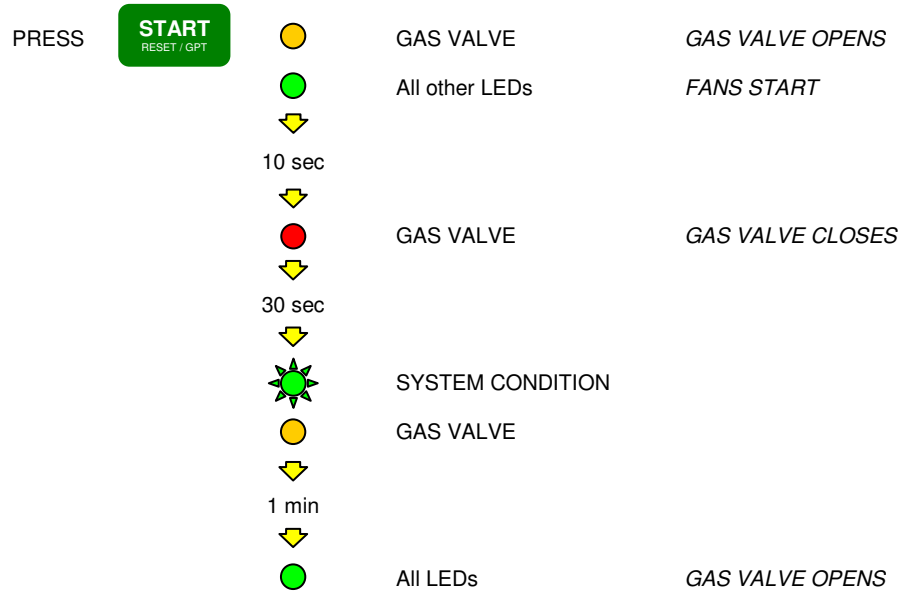 PRESS START GAS VALVE GAS VALVE OPENS
RESET / GPT
All other LEDs FANS START
10 sec
GAS VALVE GAS VALVE CLOSES
30 sec
SYSTEM CONDITION
GAS VALVE
1 min
All LEDs GAS VALVE OPENS